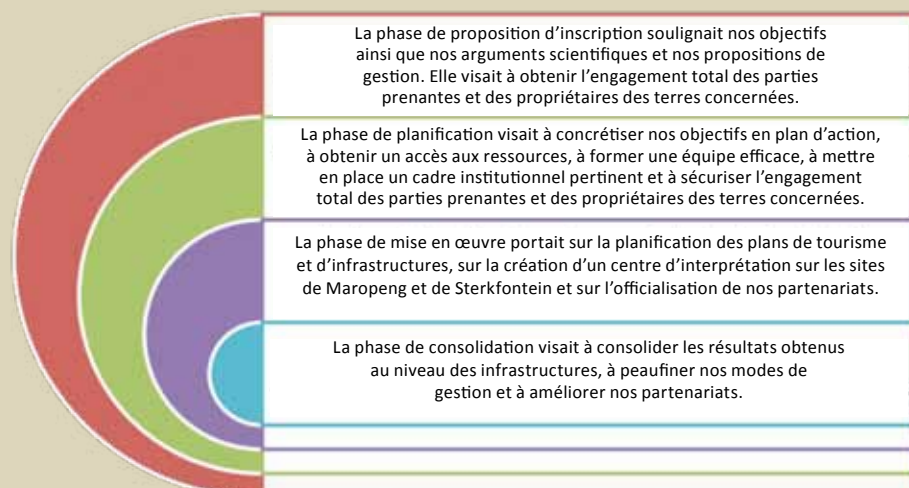 La phase de proposition d’inscription soulignait nos objectifs
ainsi que nos arguments scientifiques et nos propositions de
gestion. Elle visait à obtenir l’engagement total des parties
prenantes et des propriétaires des terres concernées.
La phase de planification visait à concrétiser nos objectifs en plan d’action,
à obtenir un accès aux ressources, à former une équipe efficace, à mettre
en place un cadre institutionnel pertinent et à sécuriser l’engagement
total des parties prenantes et des propriétaires des terres concernées.
La phase de mise en œuvre portait sur la planification des plans de tourisme
et d’infrastructures, sur la création d’un centre d’interprétation sur les sites
de Maropeng et de Sterkfontein et sur l’officialisation de nos partenariats.
La phase de consolidation visait à consolider les résultats obtenus
au niveau des infrastructures, à peaufiner nos modes de
gestion et à améliorer nos partenariats.